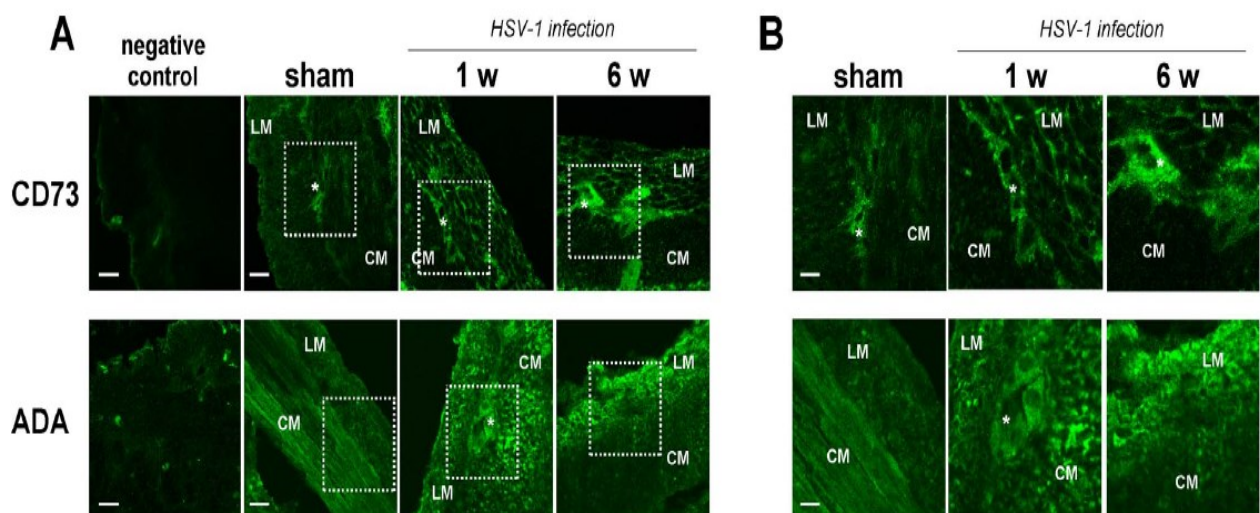 A
B
HSV-1 infection
HSV-1 infection
negative
control
sham
1 w
6 w
sham
1 w
6 w
CD73
LM
*
CM
LM
*
CM
LM
*
CM
LM
*
CM
LM
*
CM
LM
*
CM
ADA
LM
CM
CM
*
LM
LM
CM
LM
CM
LM
*
CM
LM
CM